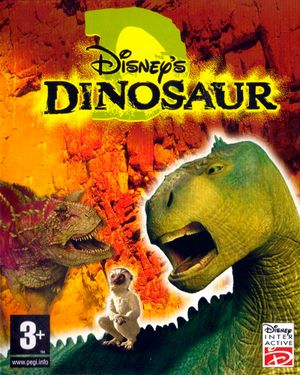 Disney's
DINOSAUR
3+
www.pegi.info
Disney
INTER
ACTIVE